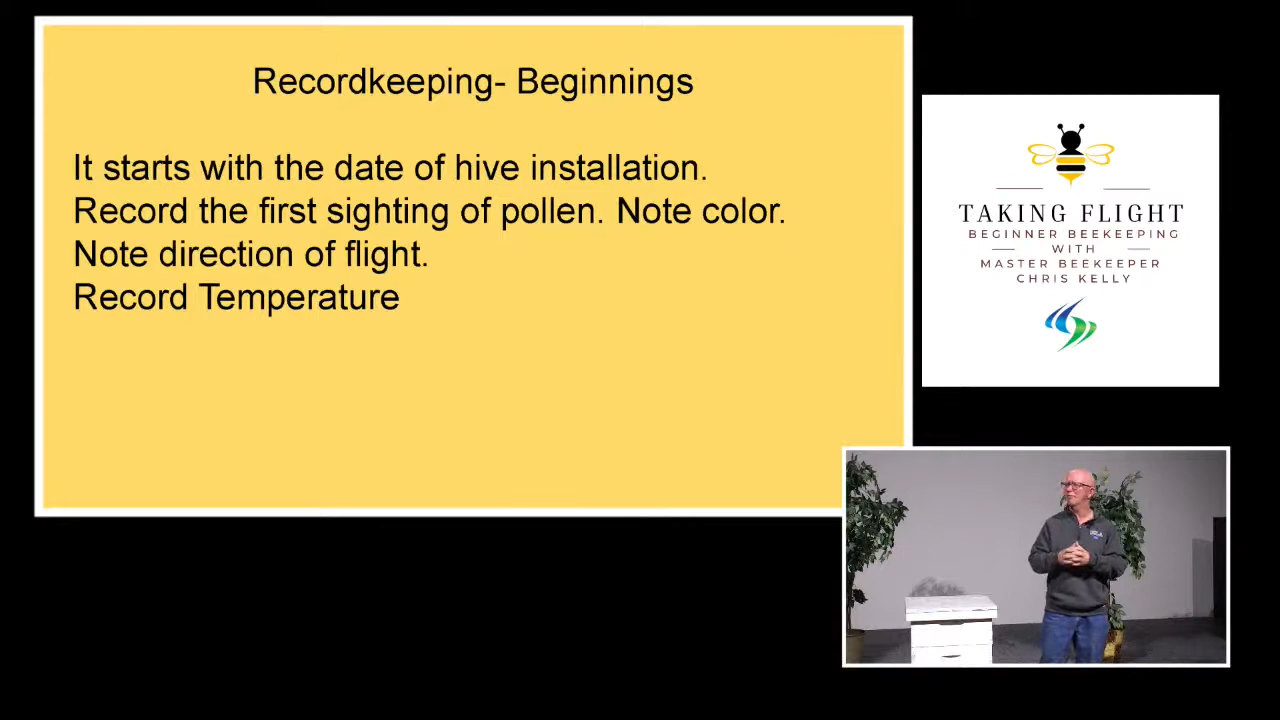 Recordkeeping- Beginnings
It starts with the date of hive installation.
Record the first sighting of pollen. Note color.
Note direction of flight.
Record Temperature
TAKING FLIGHT
BEGINNER BEEKEEPING
WITH
MASTER BEEKEEPER
CHRIS KELLY